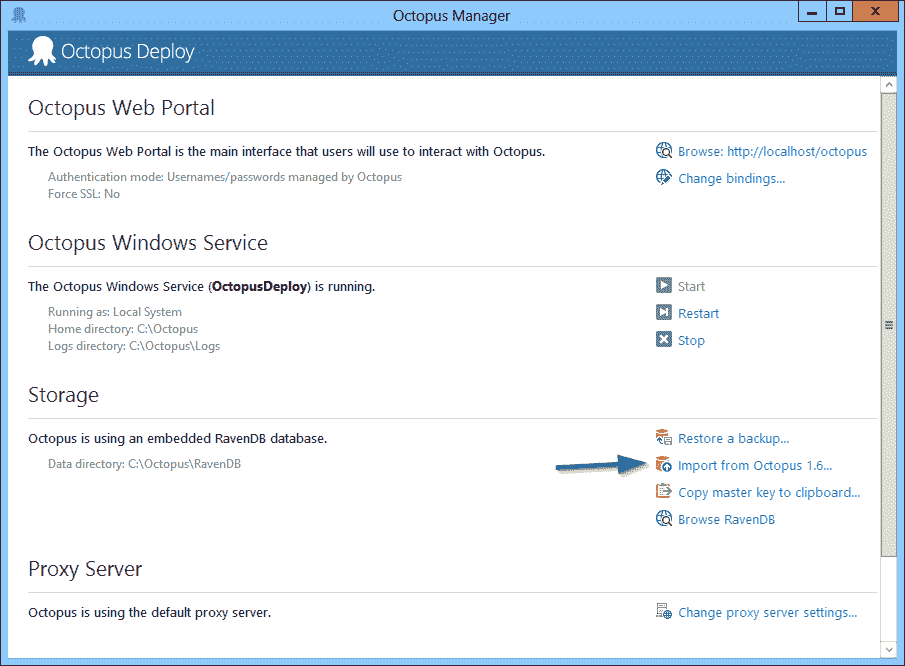 Octopus Manager
Octopus Deploy
Octopus Web Portal
The Octopus Web Portal is the main interface that users will use to interact with Octopus.
Browse: http://localhost/octopus
Authentication mode: Usernames/passwords managed by Octopus
Change bindings...
Force SSL: No
Octopus Windows Service
The Octopus Windows Service (OctopusDeploy) is running.
Start
Running as: Local System
Restart
Home directory: C:\Octopus
Logs directory: C:\Octopus\Logs
Stop
Storage
Octopus is using an embedded RavenDB database.
Restore a backup...
Data directory: C:\Octopus\RavenDB
Import from Octopus 1.6...
Copy master key to clipboard...
Browse RavenDB
Proxy Server
Octopus is using the default proxy server.
Change proxy server settings...